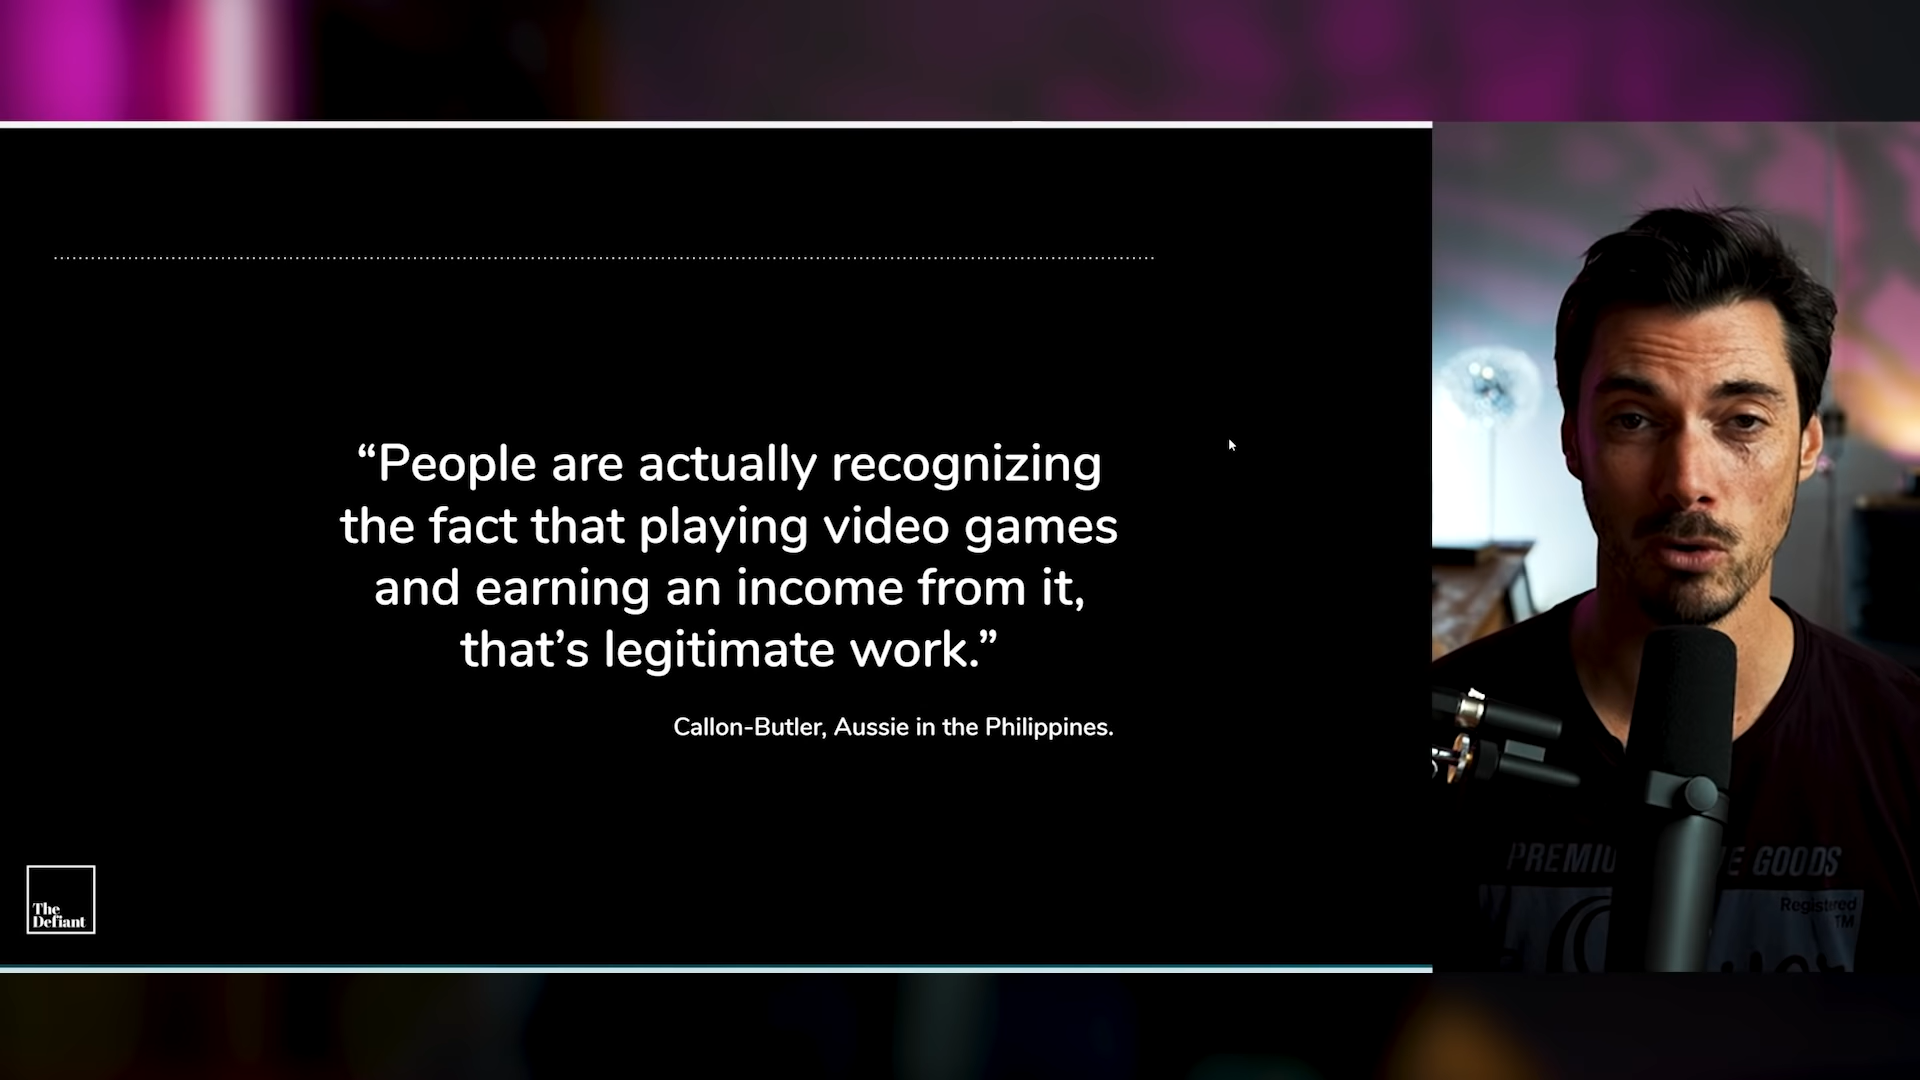 “People are actually recognizing
the fact that playing video games
and earning an income from it,
that’s legitimate work.”
Callon-Butler, Aussie in the Philippines.
The
Defiant
GOODS
Registered
TM